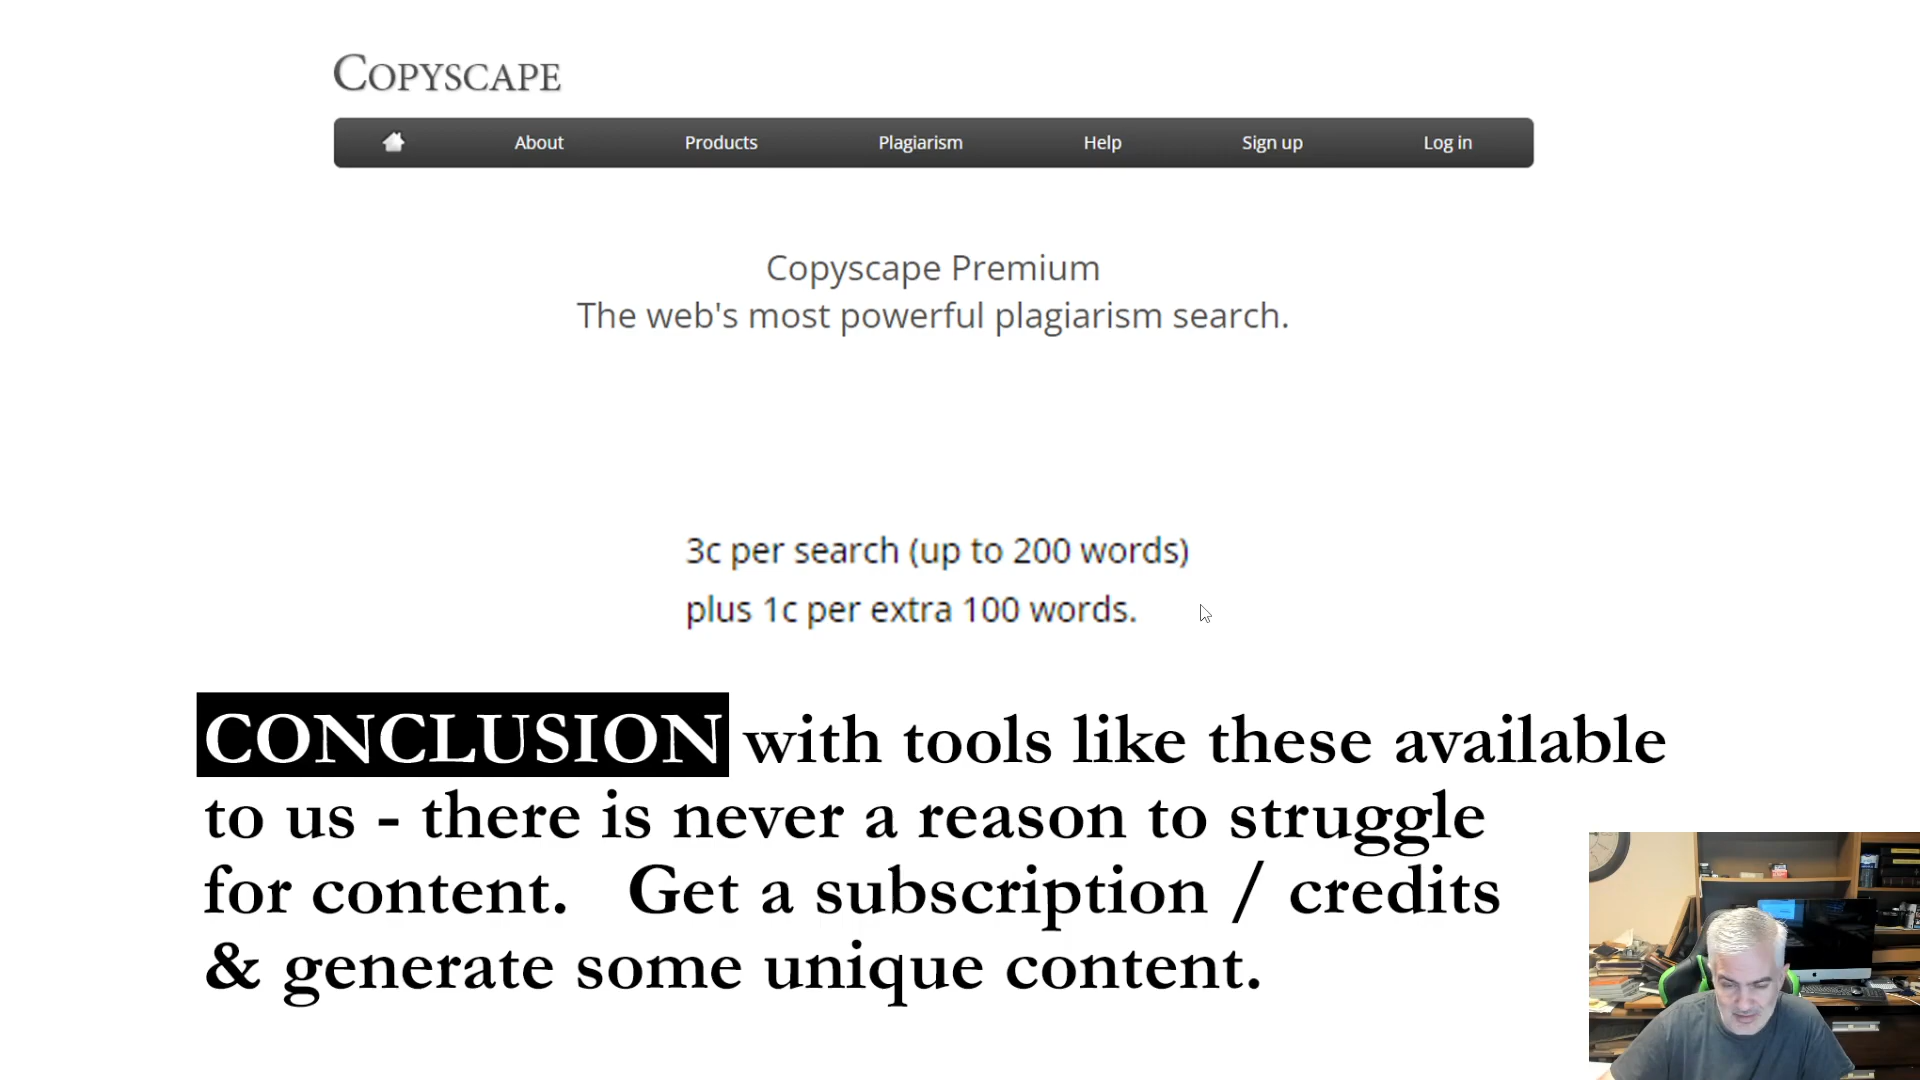 COPYSCAPE
About Products Plagiarism Help Sign up Log in
Copyscape Premium
The web's most powerful plagiarism search.
3c per search (up to 200 words)
plus 1c per extra 100 words.
CONCLUSION with tools like these available
to us - there is never a reason to struggle
for content. Get a subscription / credits
& generate some unique content.